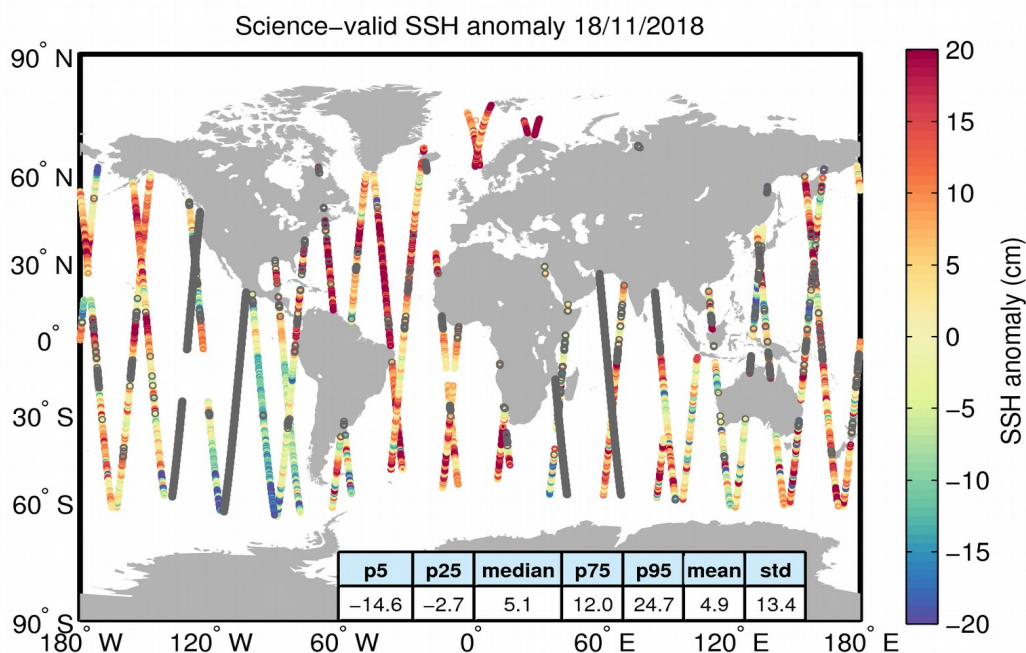 Science−valid SSH anomaly 18/11/2018
90° N
60° N
30° N
0°
30° S
60° S
90° S
180° W
120° W
60° W
0°
60° E
120° E
180° E
p5 p25 median p75 p95 mean std
−14.6 −2.7 5.1 12.0 24.7 4.9 13.4
20
15
10
5
0
−5
−10
−15
−20
SSH anomaly (cm)